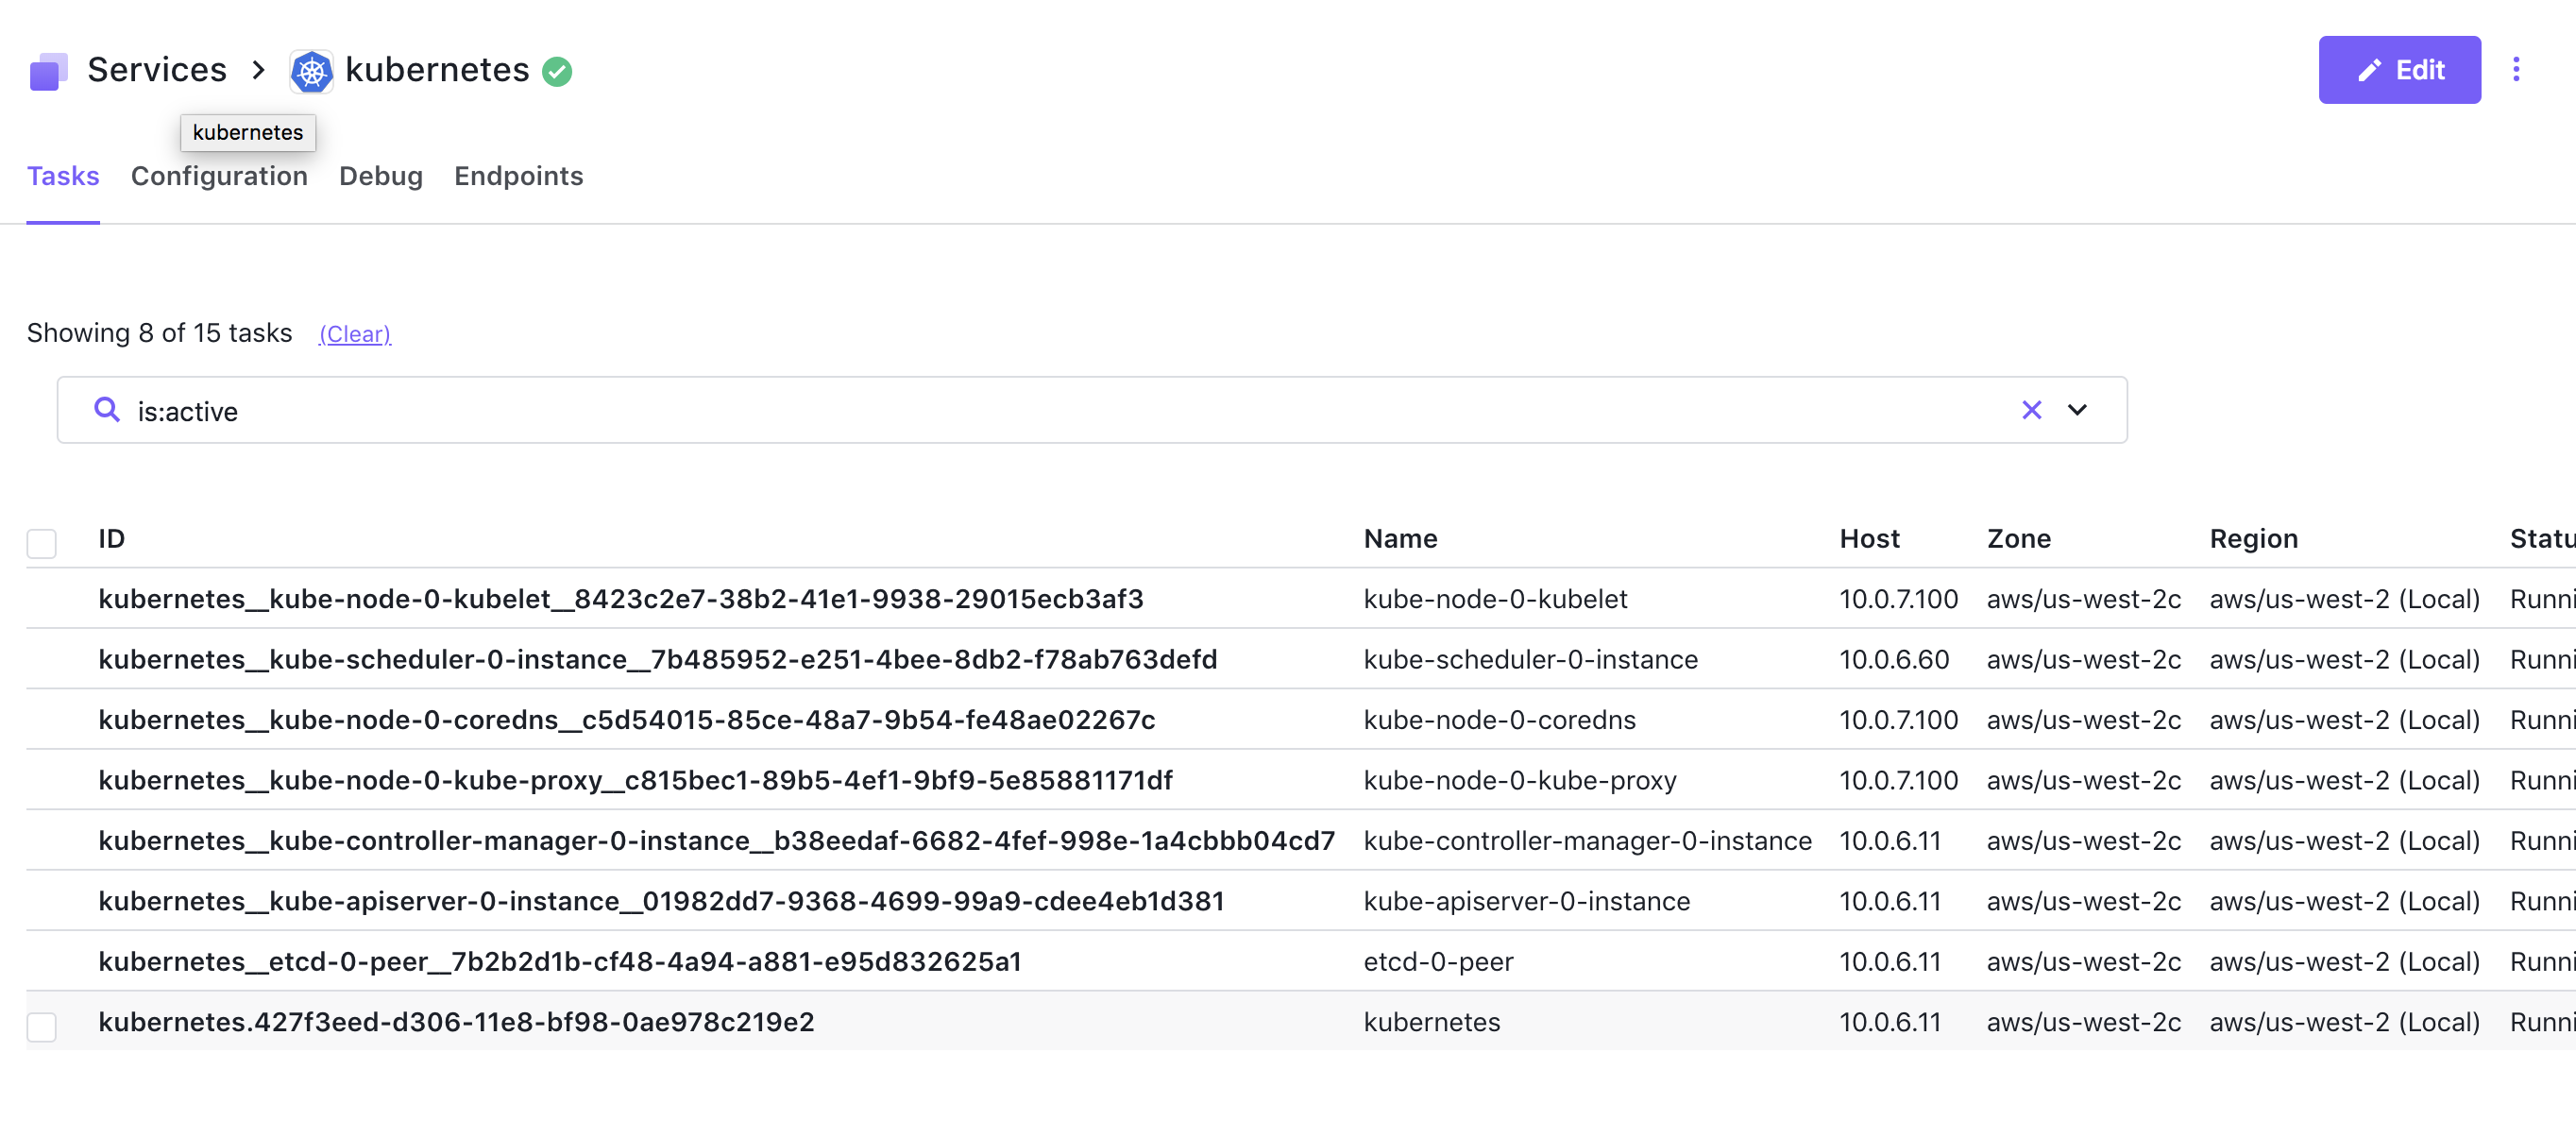 Services > kubernetes
Edit
kubernetes
Tasks Configuration Debug Endpoints
Showing 8 of 15 tasks (Clear)
is:active
ID Name Host Zone Region Statu
kubernetes__kube-node-0-kubelet__8423c2e7-38b2-41e1-9938-29015ecb3af3 kube-node-0-kubelet 10.0.7.100 aws/us-west-2c aws/us-west-2 (Local) Runni
kubernetes__kube-scheduler-0-instance__7b485952-e251-4bee-8db2-f78ab763defd kube-scheduler-0-instance 10.0.6.60 aws/us-west-2c aws/us-west-2 (Local) Runni
kubernetes__kube-node-0-coredns__c5d54015-85ce-48a7-9b54-fe48ae02267c kube-node-0-coredns 10.0.7.100 aws/us-west-2c aws/us-west-2 (Local) Runni
kubernetes__kube-node-0-kube-proxy__c815bec1-89b5-4ef1-9bf9-5e85881171df kube-node-0-kube-proxy 10.0.7.100 aws/us-west-2c aws/us-west-2 (Local) Runni
kubernetes__kube-controller-manager-0-instance__b38eedaf-6682-4fef-998e-1a4cbbb04cd7 kube-controller-manager-0-instance 10.0.6.11 aws/us-west-2c aws/us-west-2 (Local) Runni
kubernetes__kube-apiserver-0-instance__01982dd7-9368-4699-99a9-cdee4eb1d381 kube-apiserver-0-instance 10.0.6.11 aws/us-west-2c aws/us-west-2 (Local) Runni
kubernetes__etcd-0-peer__7b2b2d1b-cf48-4a94-a881-e95d832625a1 etcd-0-peer 10.0.6.11 aws/us-west-2c aws/us-west-2 (Local) Runni
kubernetes.427f3eed-d306-11e8-bf98-0ae978c219e2 kubernetes 10.0.6.11 aws/us-west-2c aws/us-west-2 (Local) Runni